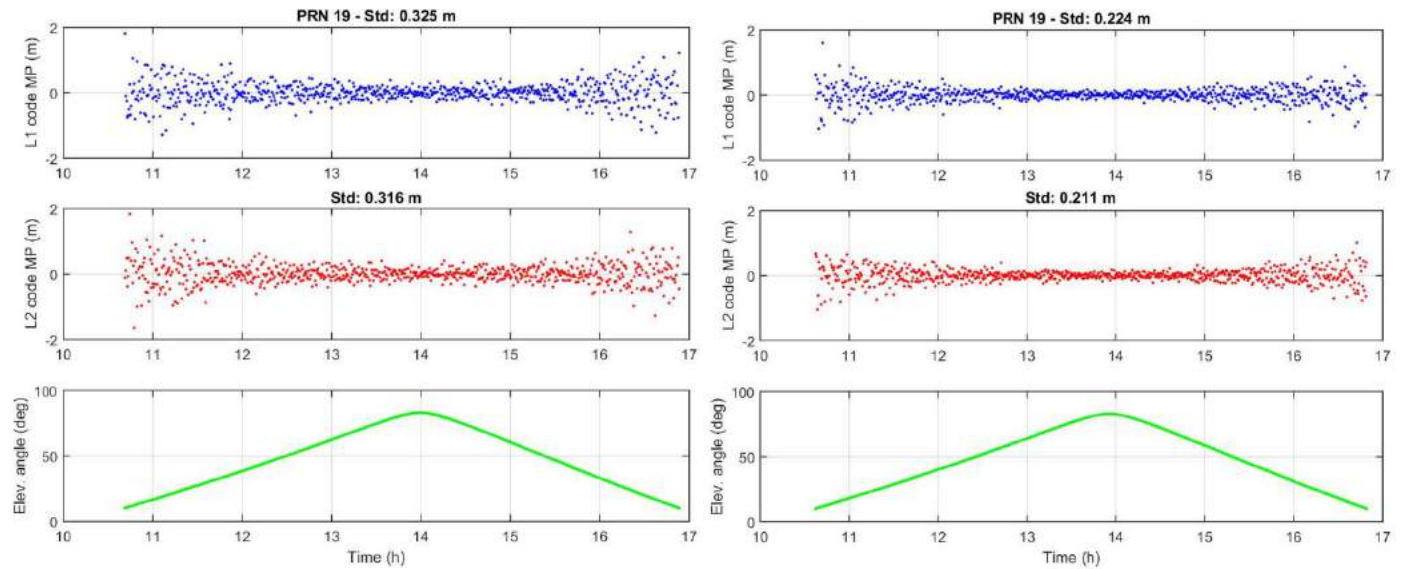 PRN 19 - Std: 0.325 m
L1 code MP (m)
2
0
-2
10 11 12 13 14 15 16 17
Std: 0.316 m
L2 code MP (m)
2
0
-2
10 11 12 13 14 15 16 17
Elev. angle (deg)
100
50
0
10 11 12 13 14 15 16 17
Time (h)
PRN 19 - Std: 0.224 m
L1 code MP (m)
2
0
-2
10 11 12 13 14 15 16 17
Std: 0.211 m
L2 code MP (m)
2
0
-2
10 11 12 13 14 15 16 17
Elev. angle (deg)
100
50
0
10 11 12 13 14 15 16 17
Time (h)